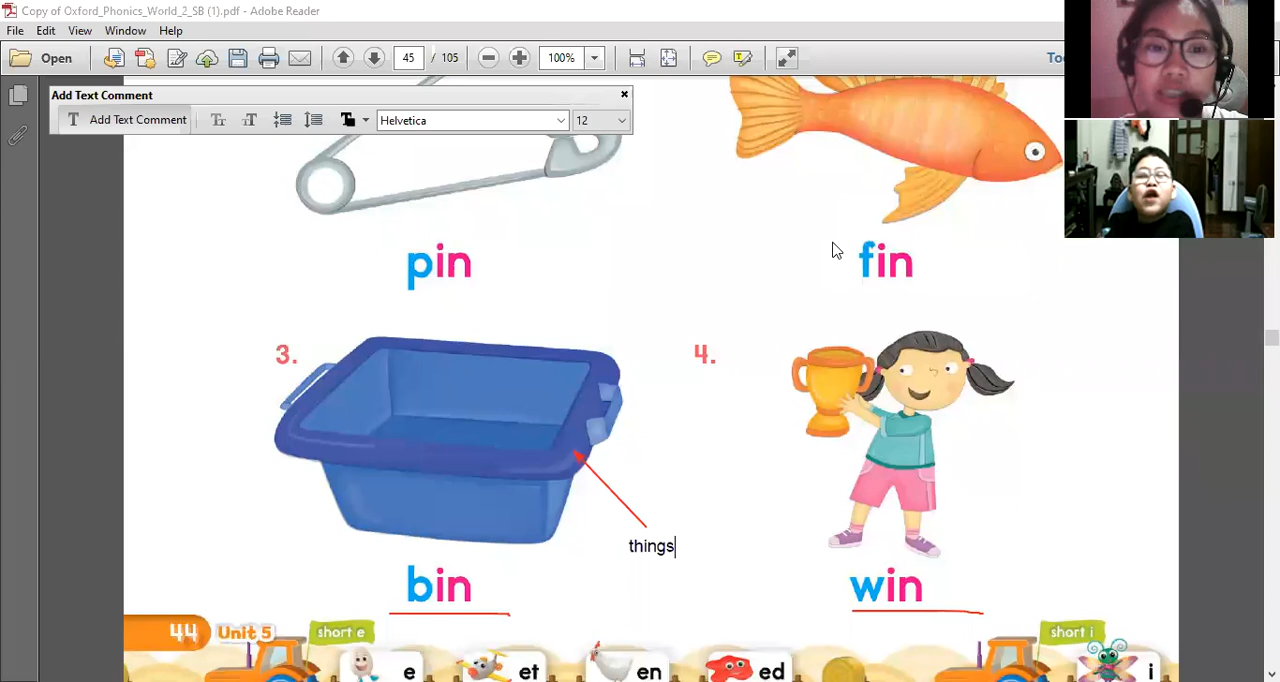 Copy of Oxford_Phonics_World_2_SB (1).pdf - Adobe Reader
File Edit View Window Help
Open 45 / 105 100%
Add Text Comment
T Add Text Comment Helvetica 12
pin fin
3. 4.
things
bin win
44 Unit 5 short e short i
e et en ed i